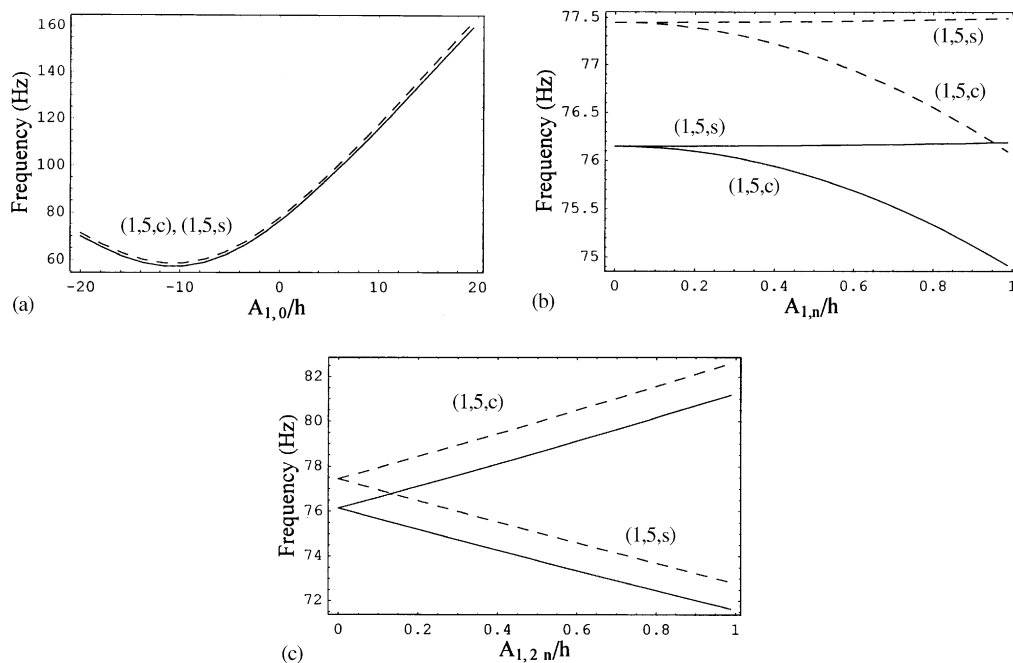 160
140
120
100
80
60
Frequency (Hz)
(1,5,c), (1,5,s)
-20
-10
0
10
20
A1,0/h
(a)
77.5
77
76.5
76
75.5
75
Frequency (Hz)
(1,5,s)
(1,5,c)
(1,5,s)
(1,5,c)
0
0.2
0.4
0.6
0.8
1
A1,n/h
(b)
82
80
78
76
74
72
Frequency (Hz)
(1,5,c)
(1,5,s)
0
0.2
0.4
0.6
0.8
1
A1,2 n/h
(c)